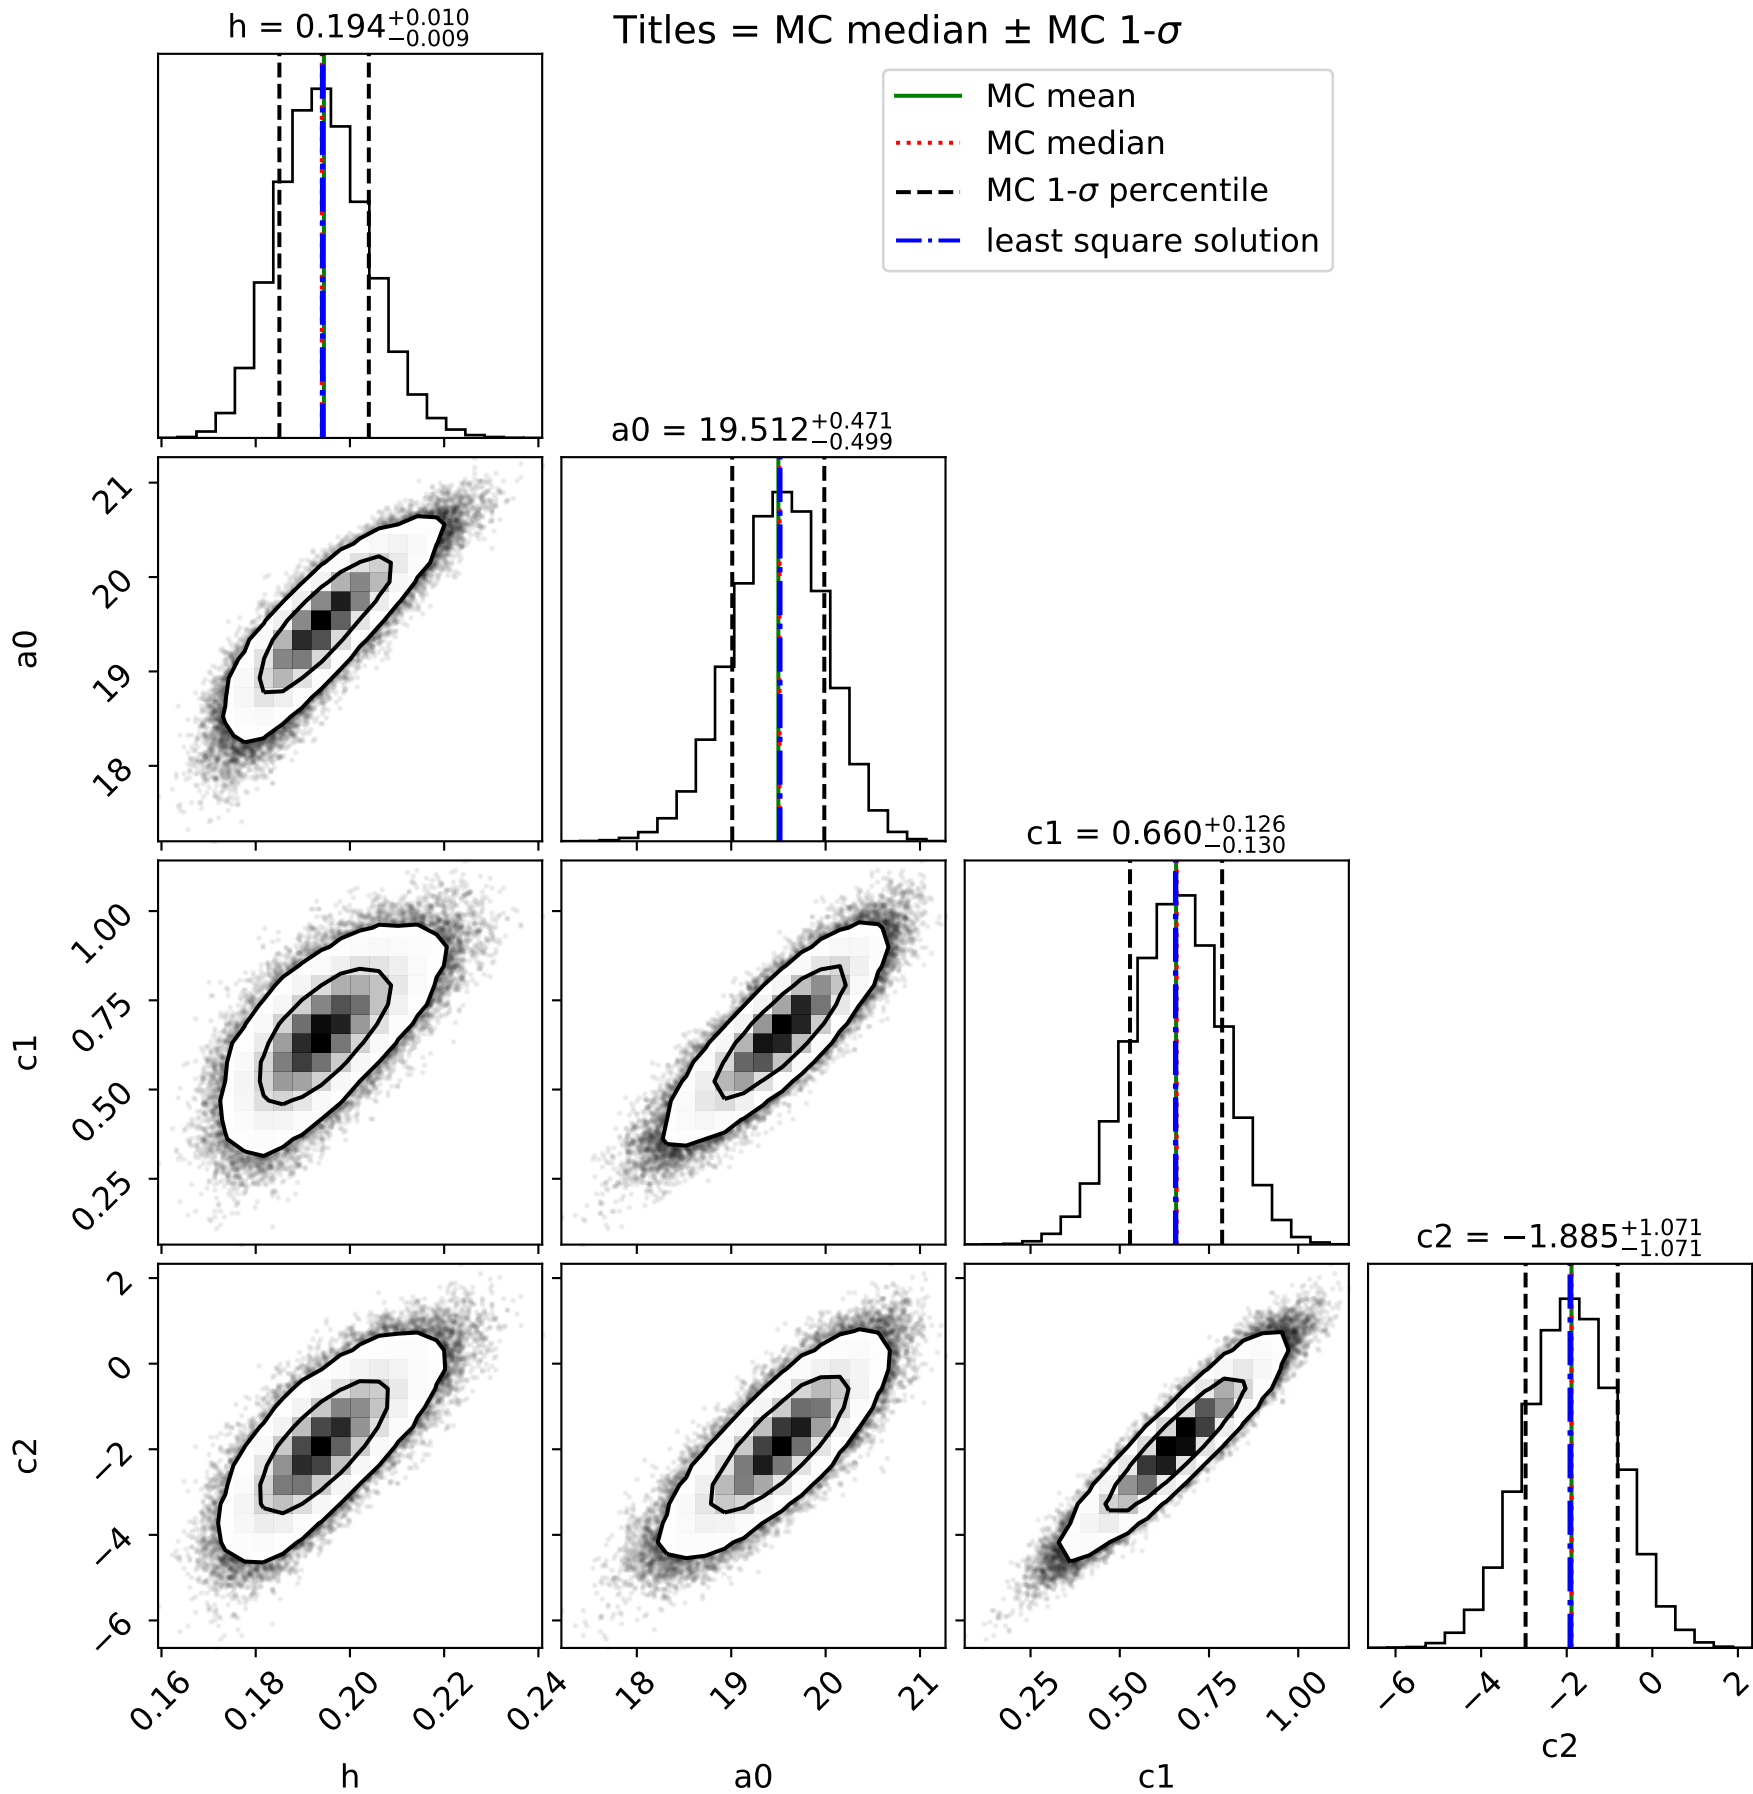 h = 0.194+0.010−0.009
Titles = MC median ± MC 1-σ
MC mean
MC median
MC 1-σ percentile
least square solution
a0 = 19.512+0.471−0.499
21
20
19
18
a0
c1 = 0.660+0.126−0.130
1.00
0.75
0.50
0.25
c1
c2 = −1.885+1.071−1.071
2
0
−2
−4
−6
c2
0.16 0.18 0.20 0.22 0.24
18 19 20 21
0.25 0.50 0.75 1.00
−6 −4 −2 0 2
h
a0
c1
c2